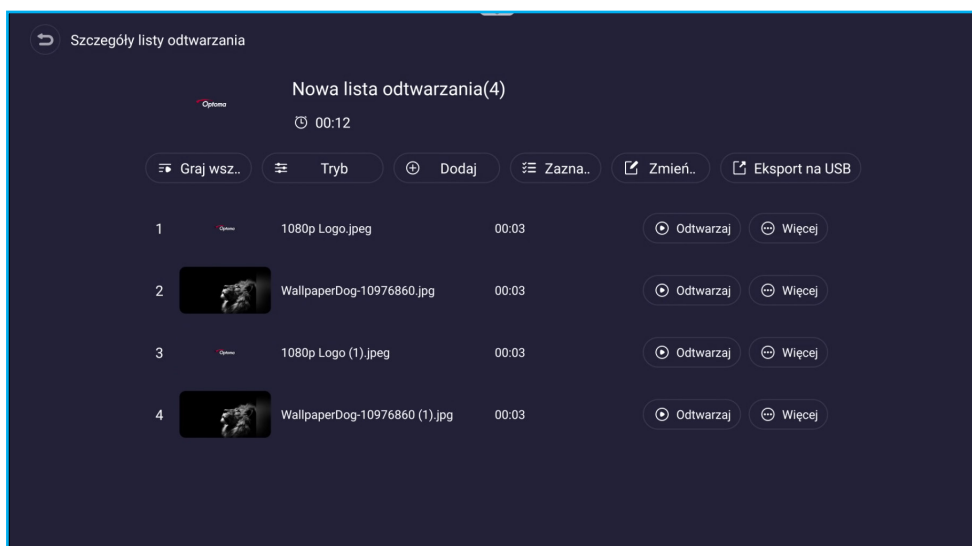 Szczegóły listy odtwarzania
Optoma
Nowa lista odtwarzania(4)
00:12
Graj wsz.. Tryb Dodaj Zazna.. Zmień.. Eksport na USB
1 Optoma 1080p Logo.jpeg 00:03 Odtwarzaj Więcej
2 WallpaperDog-10976860.jpg 00:03 Odtwarzaj Więcej
3 Optoma 1080p Logo (1).jpeg 00:03 Odtwarzaj Więcej
4 WallpaperDog-10976860 (1).jpg 00:03 Odtwarzaj Więcej